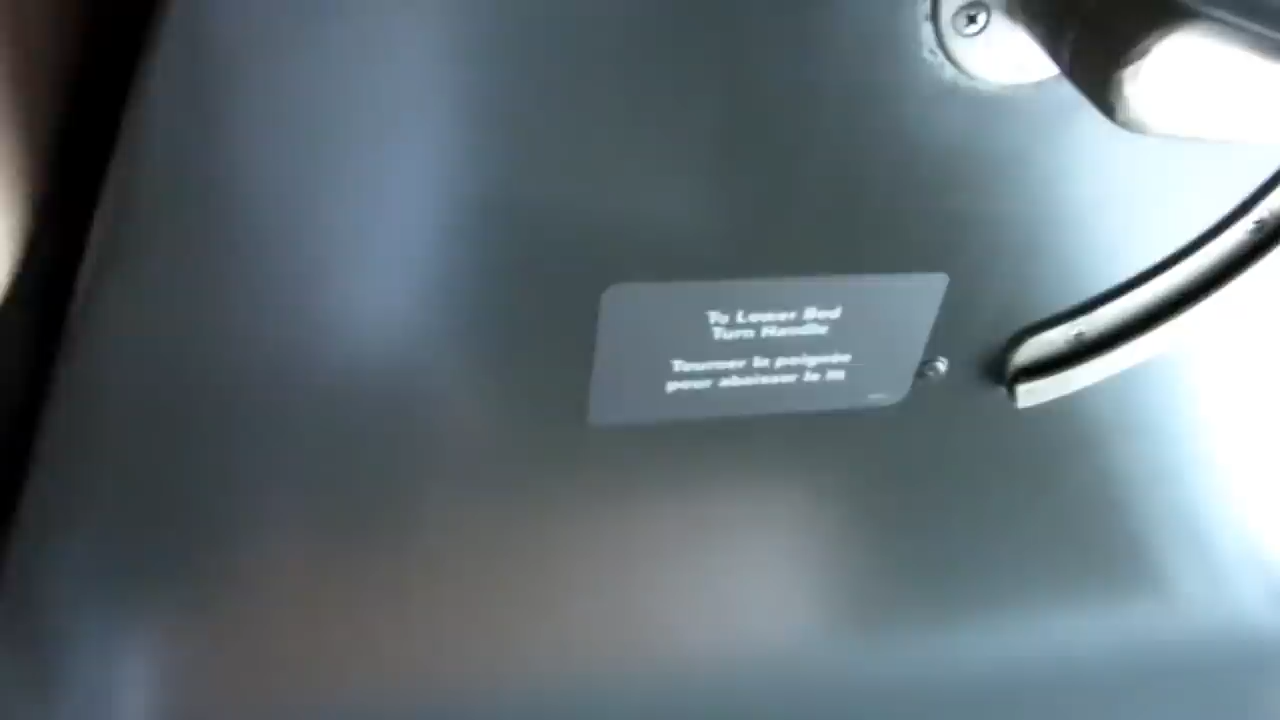 To Lower Bed
Turn Handle
Tourner la poignée
pour abaisser le lit